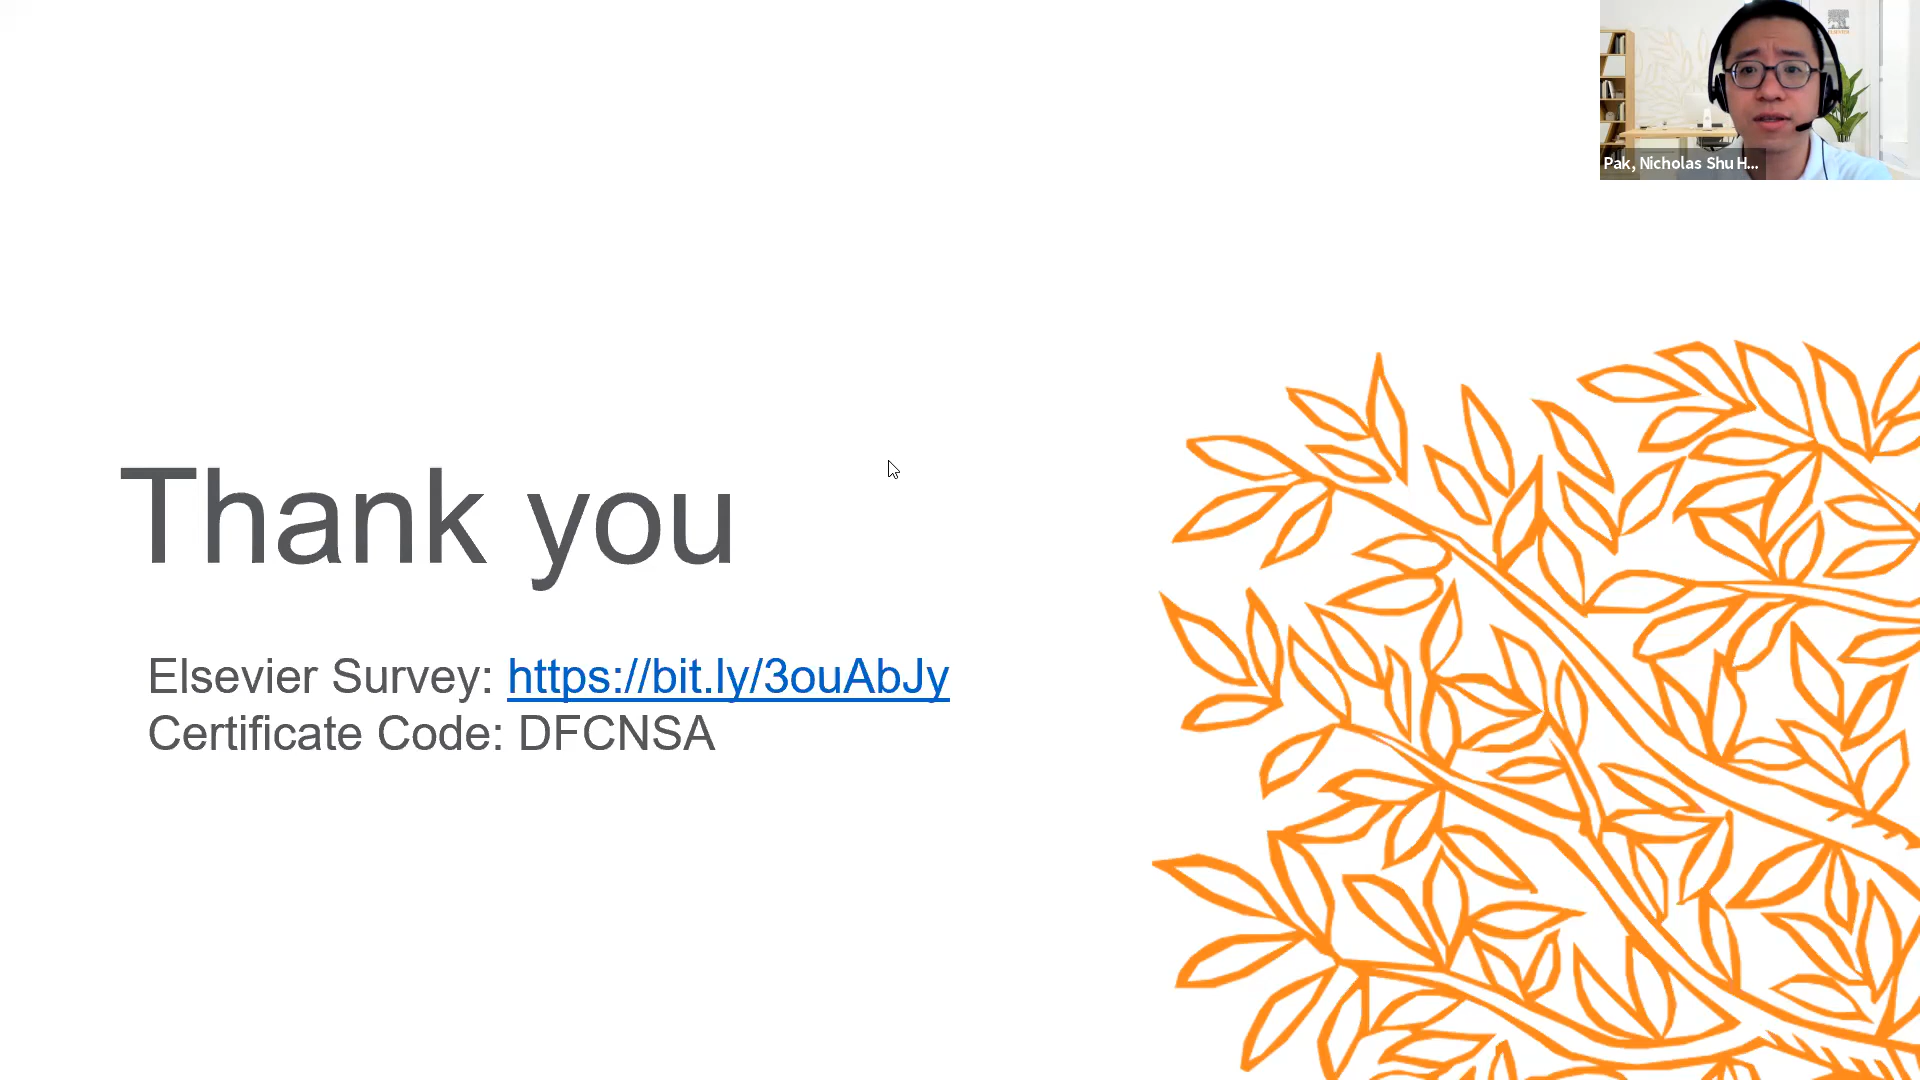 Pak, Nicholas Shu H...
Thank you
Elsevier Survey: https://bit.ly/3ouAbJy
Certificate Code: DFCNSA